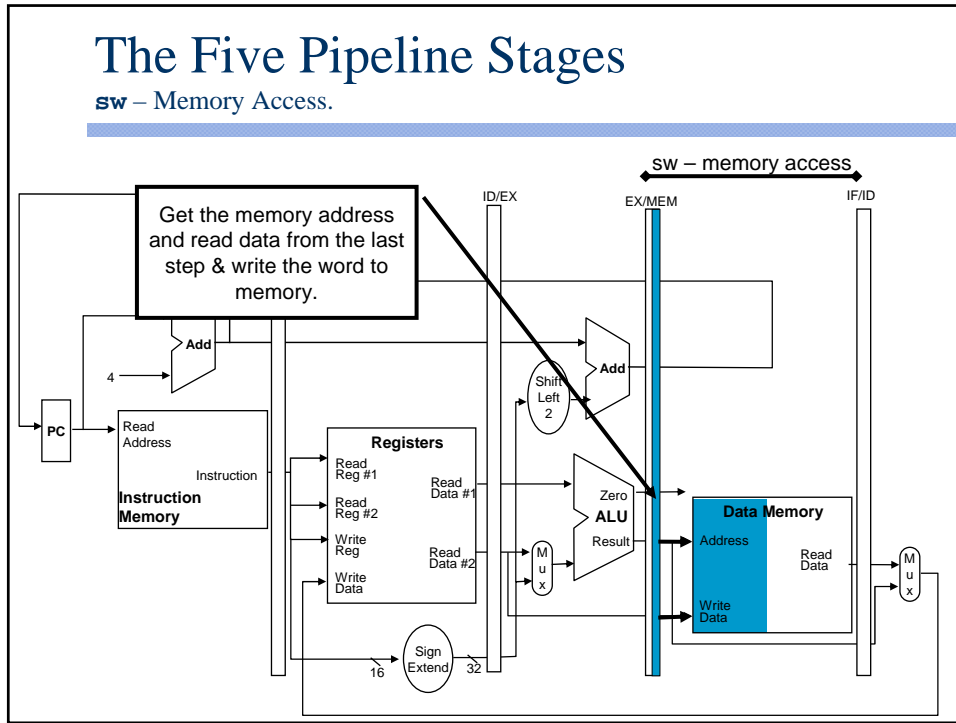 The Five Pipeline Stages
sw – Memory Access.
sw – memory access
ID/EX
EX/MEM
IF/ID
Get the memory address
and read data from the last
step & write the word to
memory.
Add
4
Add
Shift
Left
2
PC
Read
Address
Instruction
Instruction
Memory
Registers
Read
Reg #1
Read
Reg #2
Write
Reg
Write
Data
Read
Data #1
Read
Data #2
M
u
x
Zero
ALU
Result
Data Memory
Address
Read
Data
Write
Data
M
u
x
16
Sign
Extend
32